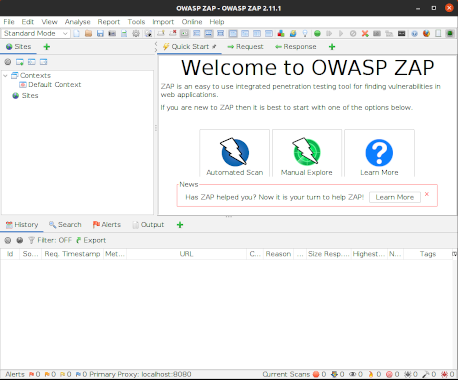 OWASP ZAP - OWASP ZAP 2.11.1
File Edit View Analyse Report Tools Import Online Help
Standard Mode
Sites
Quick Start Request Response
Contexts
Default Context
Sites
Welcome to OWASP ZAP
ZAP is an easy to use integrated penetration testing tool for finding vulnerabilities in
web applications.
If you are new to ZAP then it is best to start with one of the options below.
Automated Scan Manual Explore Learn More
News
Has ZAP helped you? Now it is your turn to help ZAP! Learn More
History Search Alerts Output
Filter: OFF Export
Id So... Req. Timestamp Met... URL C... Reason ... Size Resp.... Highest... N... Tags
Alerts 0 0 0 0 Primary Proxy: localhost:8080 Current Scans 0 0 0 0 0 0 0 0